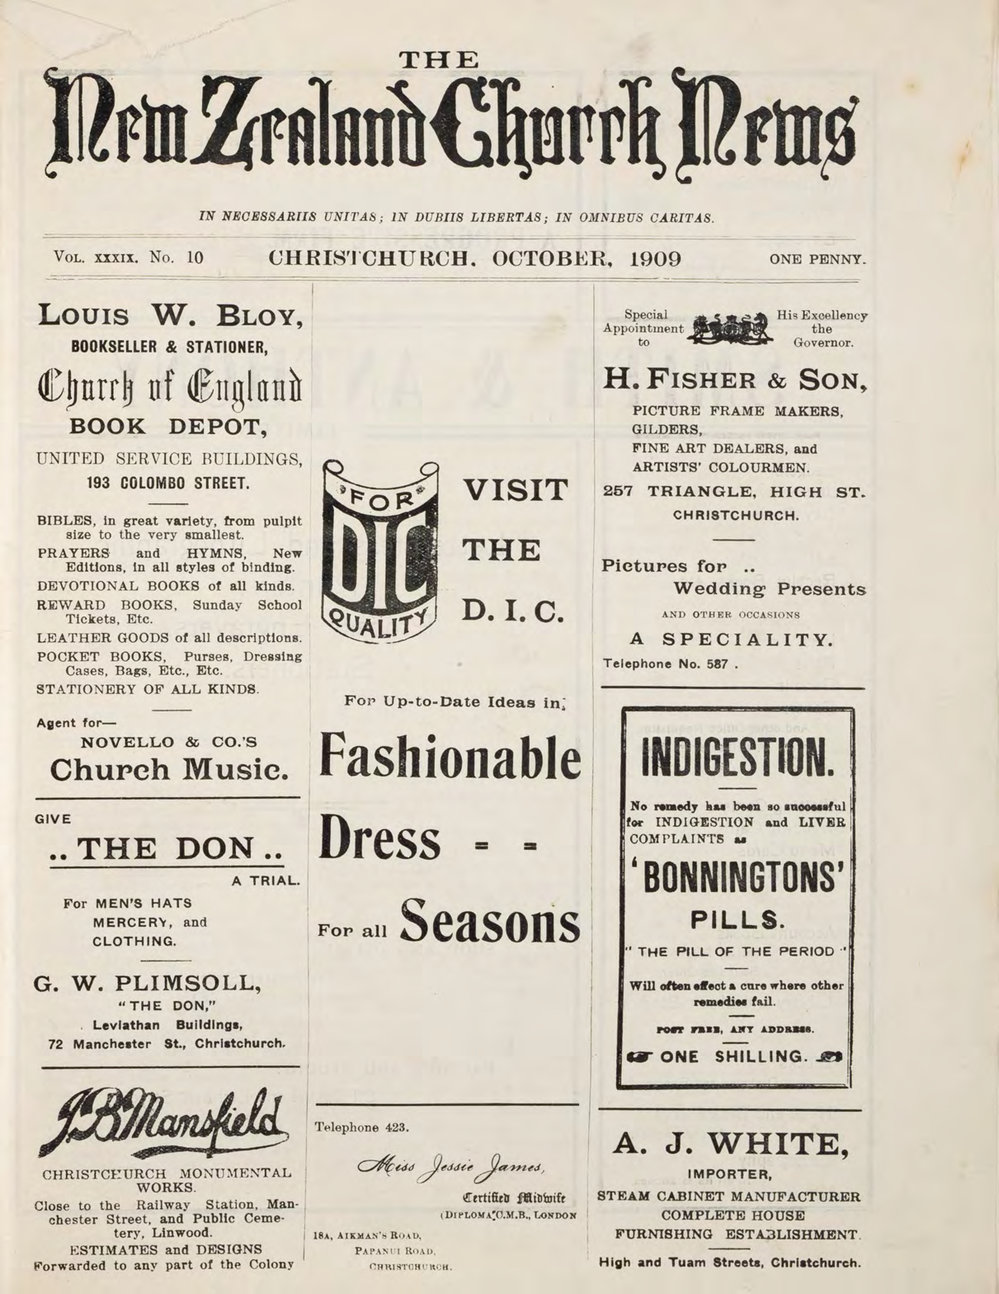 THE
New Zealand Church News
IN NECESSARIIS UNITAS; IN DUBIIS LIBERTAS; IN OMNIBUS CARITAS.
VOL. XXXIX. No. 10
CHRISTCHURCH. OCTOBER, 1909
ONE PENNY.
LOUIS W. BLOY,
BOOKSELLER & STATIONER,
Church of England
BOOK DEPOT,
UNITED SERVICE BUILDINGS,
193 COLOMBO STREET.
BIBLES, in great variety, from pulpit
size to the very smallest.
PRAYERS and HYMNS, New
Editions, in all styles of binding.
DEVOTIONAL BOOKS of all kinds.
REWARD BOOKS, Sunday School
Tickets, Etc.
LEATHER GOODS of all descriptions.
POCKET BOOKS, Purses, Dressing
Cases, Bags, Etc., Etc.
STATIONERY OF ALL KINDS.
Agent for—
NOVELLO & CO.'S
Church Music.
GIVE
.. THE DON ..
A TRIAL.
For MEN'S HATS
MERCERY, and
CLOTHING.
G. W. PLIMSOLL,
"THE DON,"
Leviathan Buildings,
72 Manchester St., Christchurch.
J B Mansfield
CHRISTCHURCH MONUMENTAL
WORKS.
Close to the Railway Station, Man-
chester Street, and Public Ceme-
tery, Linwood.
ESTIMATES and DESIGNS
Forwarded to any part of the Colony
FOR
DIC
QUALITY
VISIT
THE
D. I. C.
For Up-to-Date Ideas in
Fashionable
Dress = =
For all Seasons
Telephone 423.
Miss Jessie James,
Certified Midwife
(DIPLOMA C.M.B., LONDON
18A, AIKMAN'S ROAD,
PAPANUI ROAD,
CHRISTCHURCH.
Special
Appointment
to
His Excellency
the
Governor.
H. FISHER & SON,
PICTURE FRAME MAKERS,
GILDERS,
FINE ART DEALERS, and
ARTISTS' COLOURMEN.
257 TRIANGLE, HIGH ST.
CHRISTCHURCH.
Pictures for ..
Wedding Presents
AND OTHER OCCASIONS
A SPECIALITY.
Telephone No. 587 .
INDIGESTION.
No remedy has been so successful
for INDIGESTION and LIVER
COMPLAINTS as
'BONNINGTONS'
PILLS.
"THE PILL OF THE PERIOD"
Will often effect a cure where other
remedies fail.
POST FREE, ANY ADDRESS.
ONE SHILLING.
A. J. WHITE,
IMPORTER,
STEAM CABINET MANUFACTURER
COMPLETE HOUSE
FURNISHING ESTABLISHMENT.
High and Tuam Streets, Christchurch.